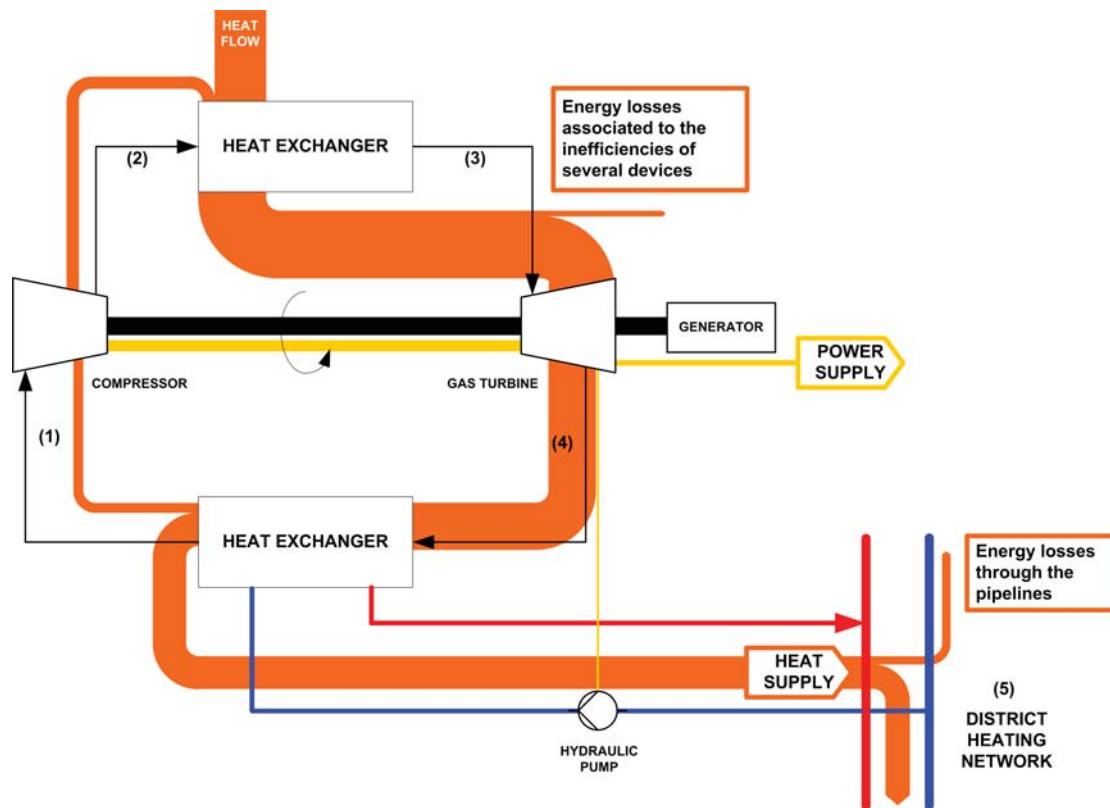 HEAT
FLOW
Energy losses
associated to the
inefficiencies of
several devices
HEAT EXCHANGER
(2)
(3)
GENERATOR
COMPRESSOR
GAS TURBINE
POWER
SUPPLY
(1)
(4)
HEAT EXCHANGER
Energy losses
through the
pipelines
HEAT
SUPPLY
(5)
DISTRICT
HEATING
NETWORK
HYDRAULIC
PUMP